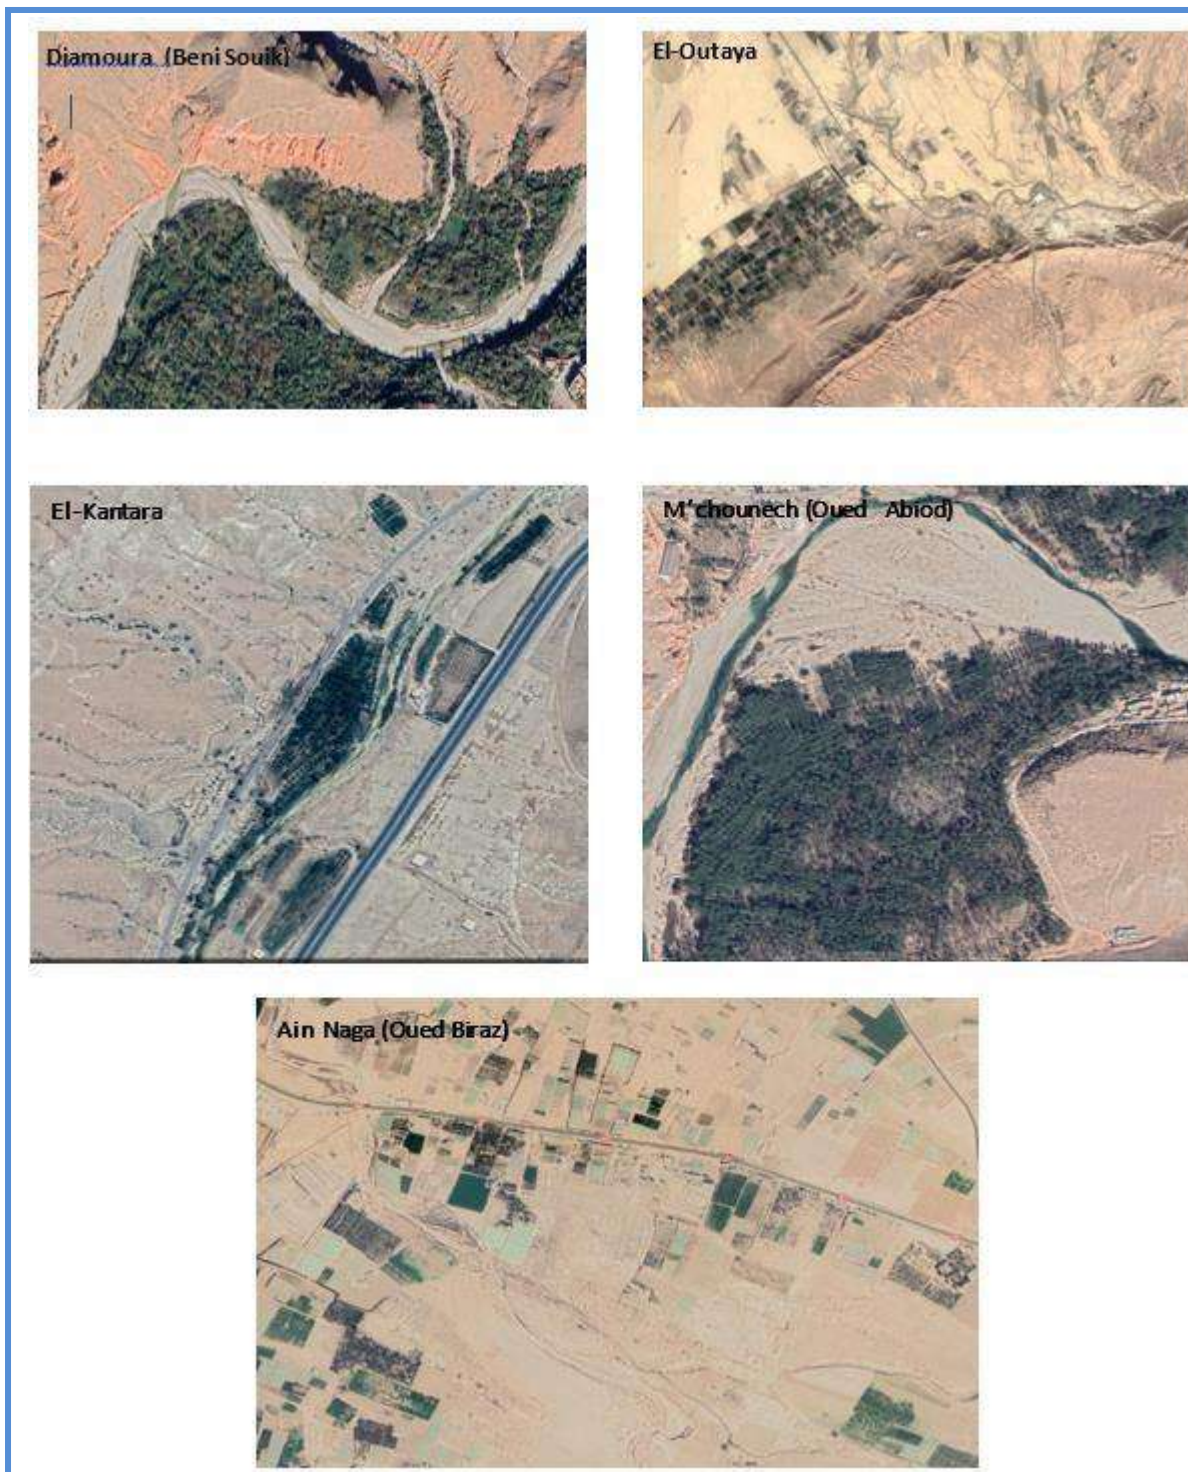 Djamoura (Beni Souik)
El-Outaya
El-Kantara
M'chounech (Oued Abiod)
Ain Naga (Oued Biraz)